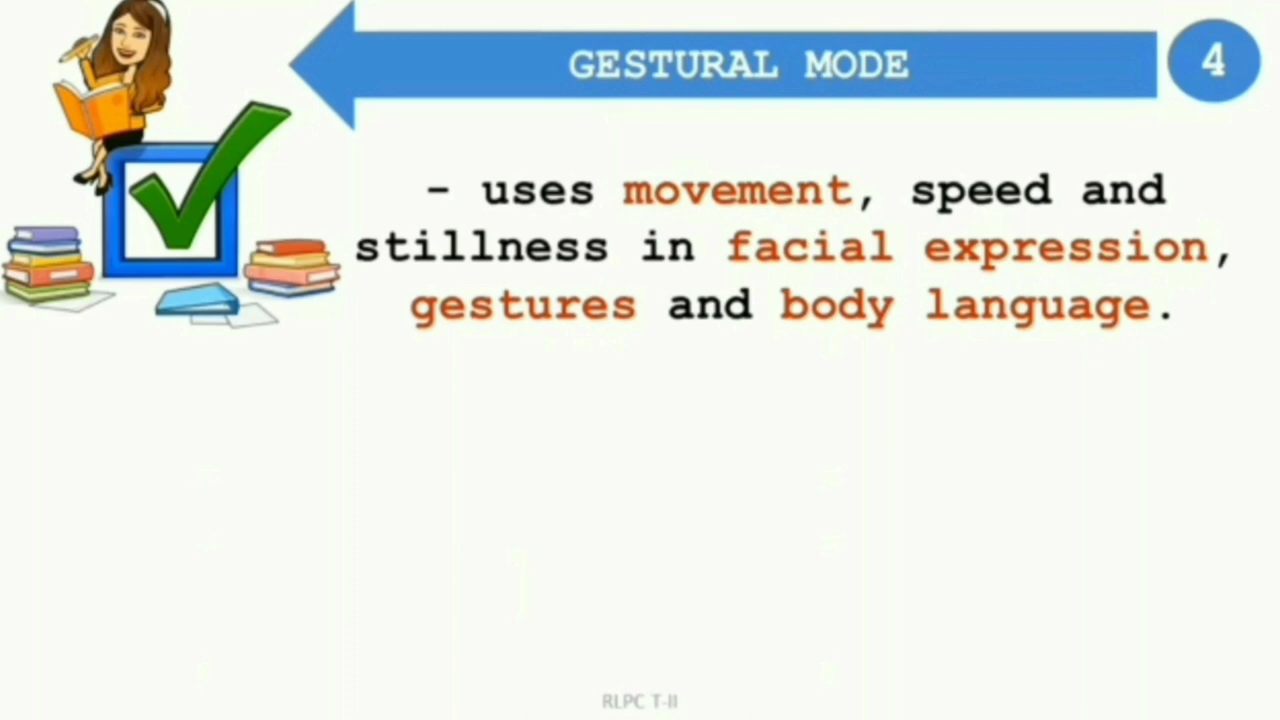 GESTURAL MODE
4
- uses movement, speed and
stillness in facial expression,
gestures and body language.
RLPC T-II